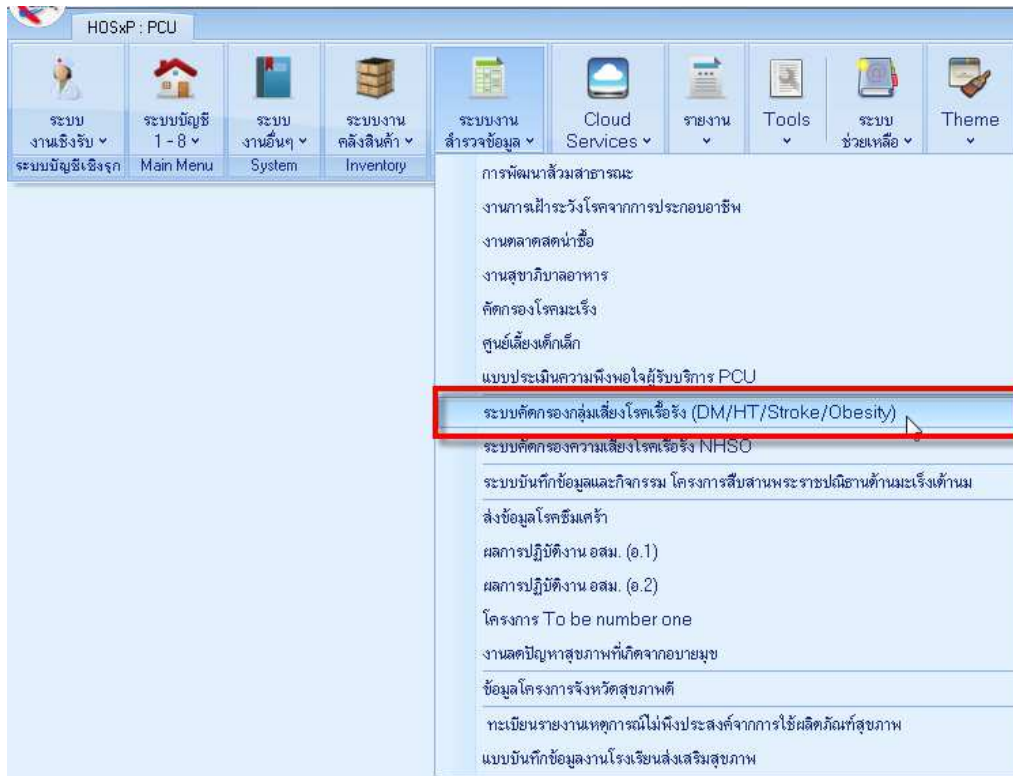 HOSxP : PCU
ระบบ
งานเชิงรับ
ระบบบัญชี
1 - 8
ระบบ
งานอื่นๆ
ระบบงาน
คลังสินค้า
ระบบงาน
สำรวจข้อมูล
Cloud
Services
รายงาน
Tools
ระบบ
ช่วยเหลือ
Theme
ระบบบัญชีเชิงรุก
Main Menu
System
Inventory
การพัฒนาส้วมสาธารณะ
งานการเฝ้าระวังโรคจากการประกอบอาชีพ
งานตลาดสดน่าซื้อ
งานสุขาภิบาลอาหาร
คัดกรองโรคมะเร็ง
ศูนย์เลี้ยงเด็กเล็ก
แบบประเมินความพึงพอใจผู้รับบริการ PCU
ระบบคัดกรองกลุ่มเสี่ยงโรคเรื้อรัง (DM/HT/Stroke/Obesity)
ระบบคัดกรองความเสี่ยงโรคเรื้อรัง NHSO
ระบบบันทึกข้อมูลและกิจกรรม โครงการสืบสานพระราชปณิธานต้านมะเร็งเต้านม
ส่งข้อมูลโรคซึมเศร้า
ผลการปฏิบัติงาน อสม. (อ.1)
ผลการปฏิบัติงาน อสม. (อ.2)
โครงการ To be number one
งานลดปัญหาสุขภาพที่เกิดจากอบายมุข
ข้อมูลโครงการจังหวัดสุขภาพดี
ทะเบียนรายงานเหตุการณ์ไม่พึงประสงค์จากการใช้ผลิตภัณฑ์สุขภาพ
แบบบันทึกข้อมูลงานโรงเรียนส่งเสริมสุขภาพ